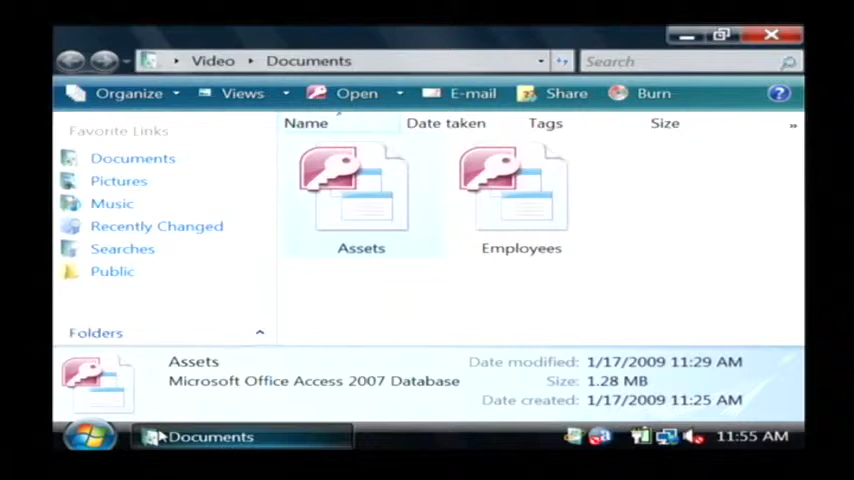 Video Documents
Search
Organize Views Open E-mail Share Burn ?
Name Date taken Tags Size »
Favorite Links
Documents
Pictures
Music
Recently Changed
Searches
Public
Folders
Assets
Employees
Assets
Microsoft Office Access 2007 Database
Date modified: 1/17/2009 11:29 AM
Size: 1.28 MB
Date created: 1/17/2009 11:25 AM
Documents
11:55 AM